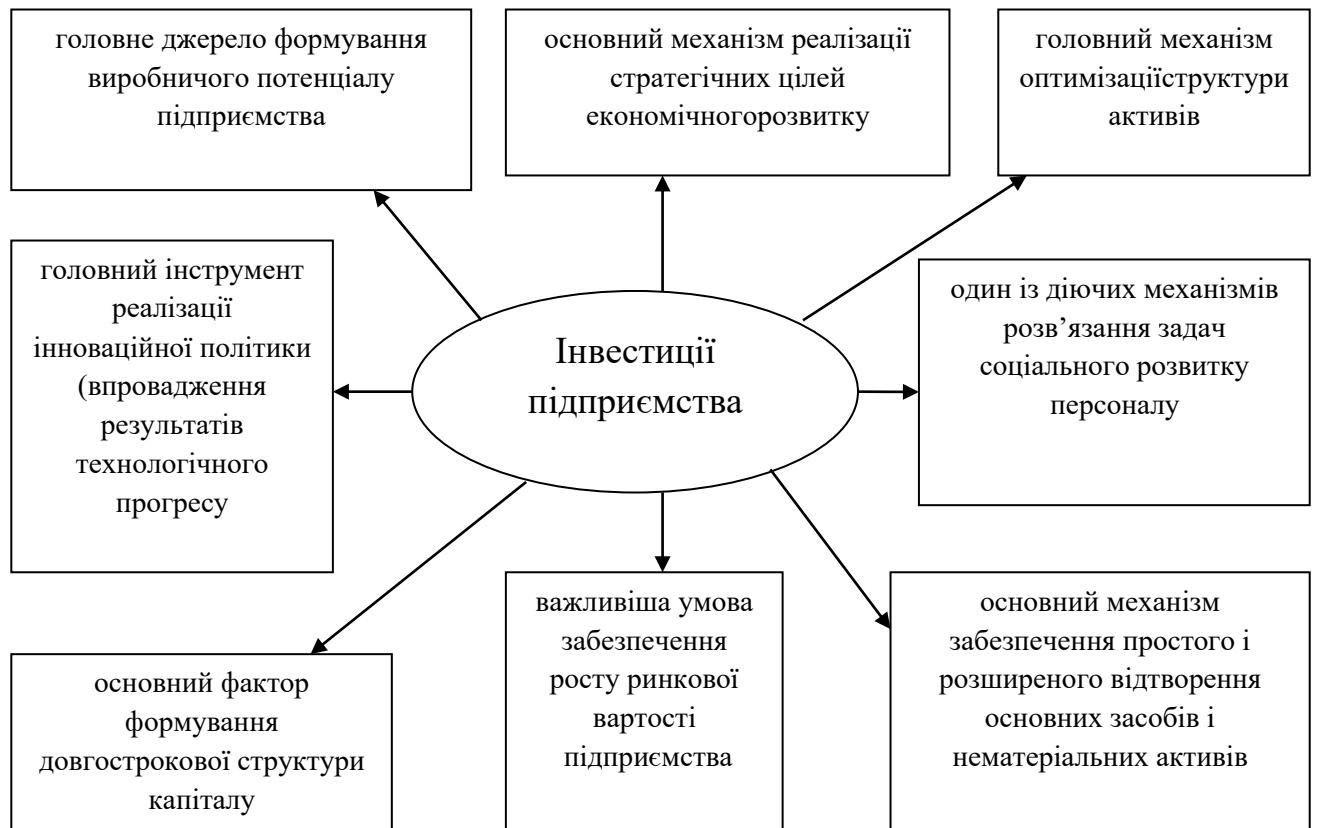 головне джерело формування
виробничого потенціалу
підприємства
основний механізм реалізації
стратегічних цілей
економічногорозвитку
головний механізм
оптимізаціїструктури
активів
головний інструмент
реалізації
інноваційної політики
(впровадження
результатів
технологічного
прогресу
Інвестиції
підприємства
один із діючих механізмів
розв’язання задач
соціального розвитку
персоналу
основний фактор
формування
довгострокової структури
капіталу
важливіша умова
забезпечення
росту ринкової
вартості
підприємства
основний механізм
забезпечення простого і
розширеного відтворення
основних засобів і
нематеріальних активів